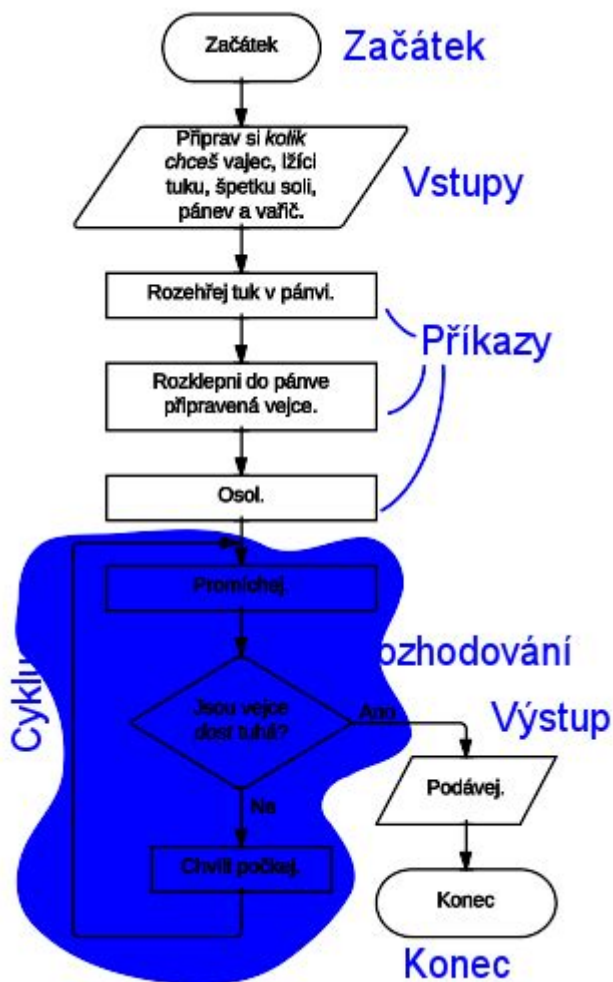 Začátek
Začátek
Připrav si kolik
chceš vajec, lžíci
tuku, špetku soli,
pánev a vařič.
Vstupy
Rozehřej tuk v pánvi.
Příkazy
Rozklepni do pánve
připravená vejce.
Osol.
Promíchej.
ozhodování
Cyklu
Jsou vejce
dost tuhá?
Ano
Výstup
Ne
Podávej.
Chvíli počkej.
Konec
Konec